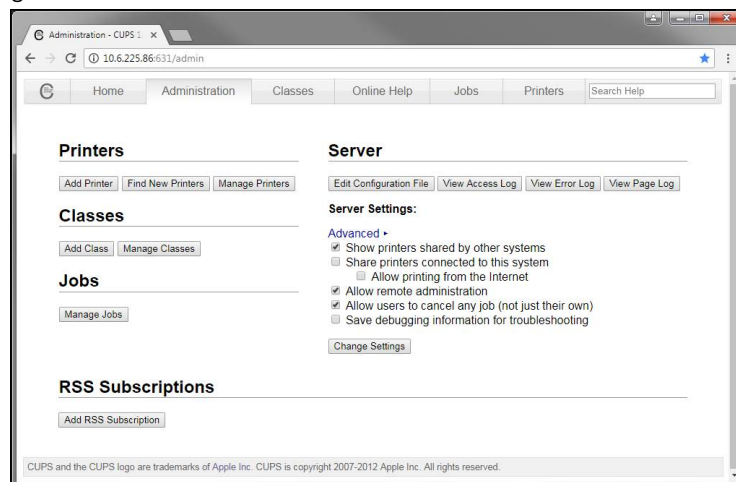 Administration - CUPS 1.
10.6.225.86:631/admin
Home Administration Classes Online Help Jobs Printers Search Help
Printers
Add Printer Find New Printers Manage Printers
Classes
Add Class Manage Classes
Jobs
Manage Jobs
Server
Edit Configuration File View Access Log View Error Log View Page Log
Server Settings:
Advanced
Show printers shared by other systems
Share printers connected to this system
Allow printing from the Internet
Allow remote administration
Allow users to cancel any job (not just their own)
Save debugging information for troubleshooting
Change Settings
RSS Subscriptions
Add RSS Subscription
CUPS and the CUPS logo are trademarks of Apple Inc. CUPS is copyright 2007-2012 Apple Inc. All rights reserved.